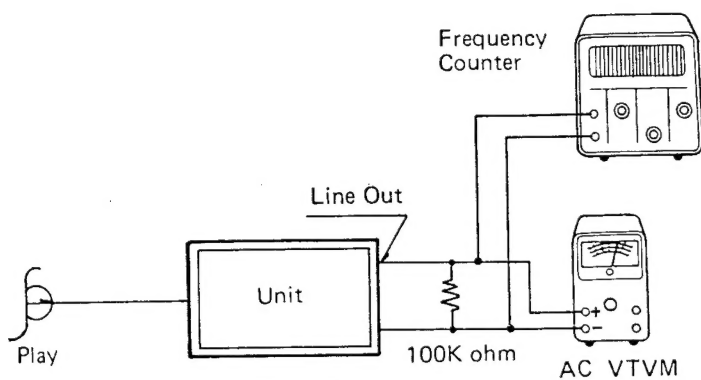 Frequency
Counter
Line Out
Unit
Play
100K ohm
+
−
AC VTVM